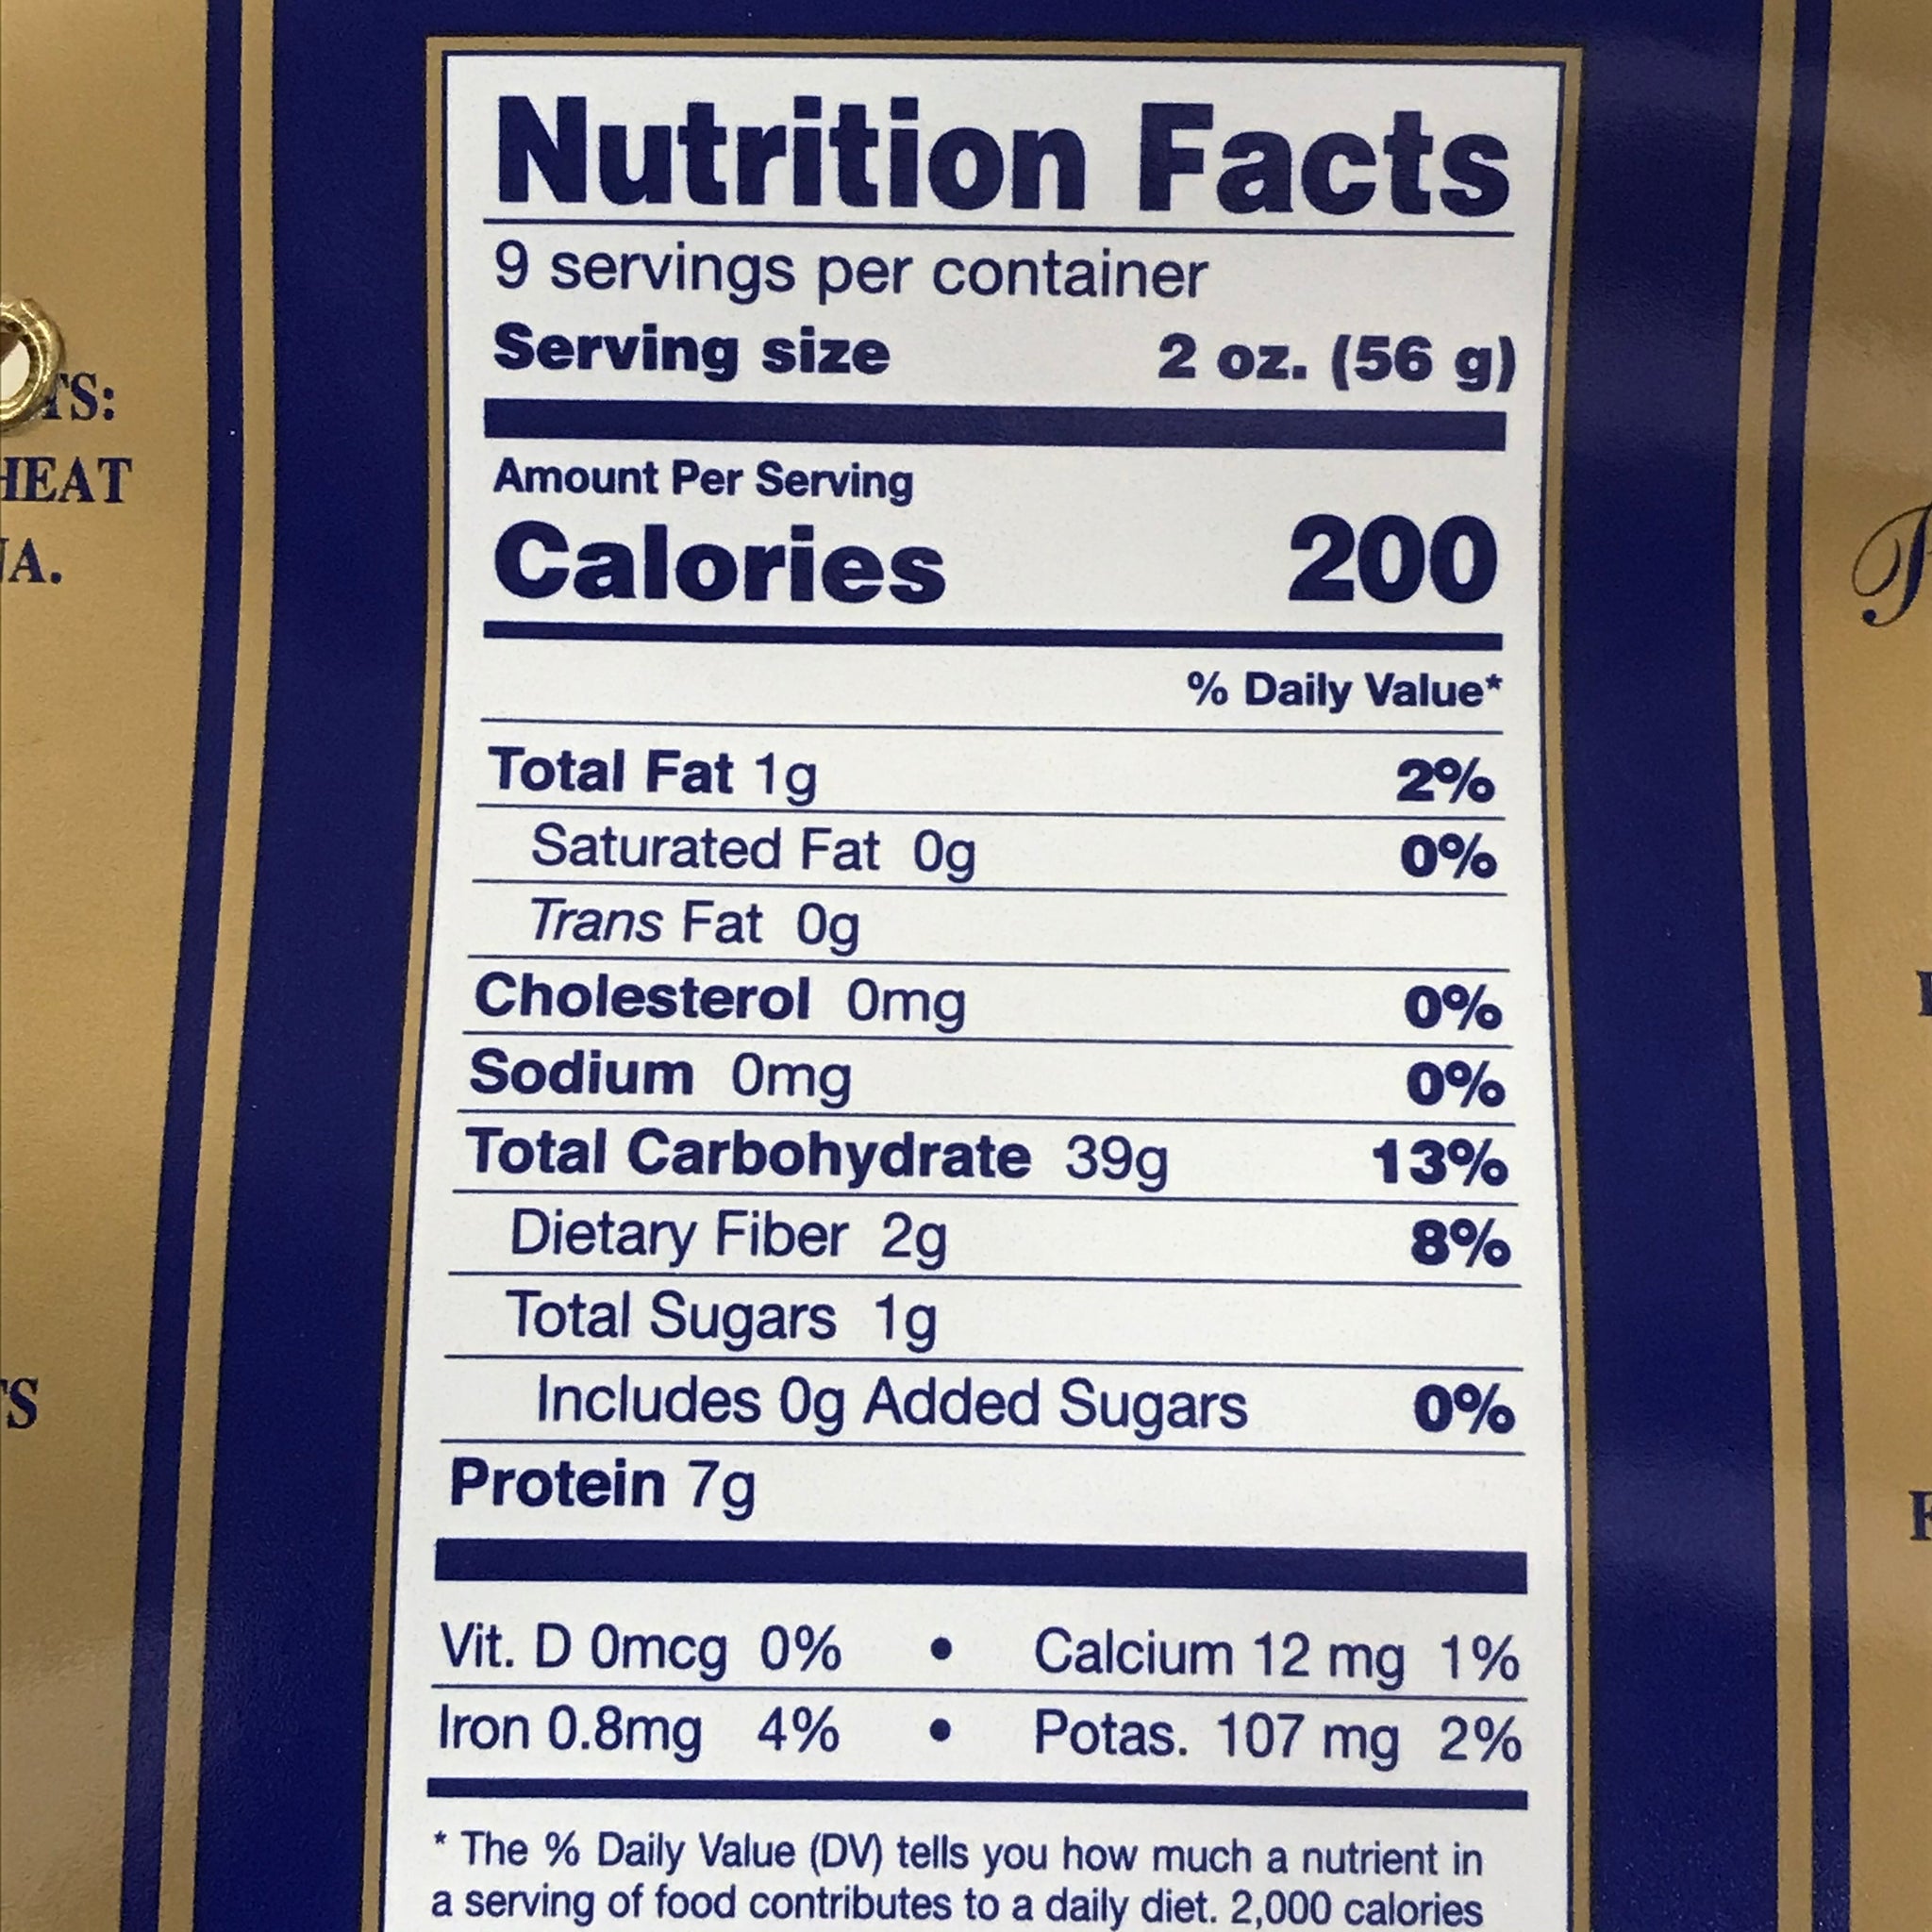 Nutrition Facts
9 servings per container
Serving size 2 oz. (56 g)
Amount Per Serving
Calories 200
% Daily Value*
Total Fat 1g 2%
Saturated Fat 0g 0%
Trans Fat 0g
Cholesterol 0mg 0%
Sodium 0mg 0%
Total Carbohydrate 39g 13%
Dietary Fiber 2g 8%
Total Sugars 1g
Includes 0g Added Sugars 0%
Protein 7g
Vit. D 0mcg 0% • Calcium 12 mg 1%
Iron 0.8mg 4% • Potas. 107 mg 2%
* The % Daily Value (DV) tells you how much a nutrient in
a serving of food contributes to a daily diet. 2,000 calories